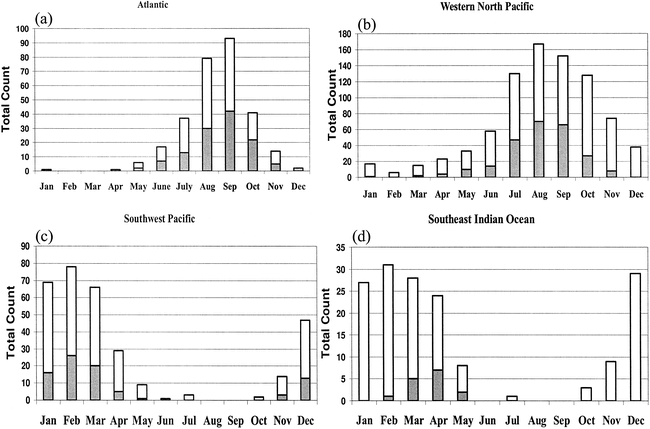 (a)
Atlantic
Total Count
100
90
80
70
60
50
40
30
20
10
0
Jan Feb Mar Apr May June July Aug Sep Oct Nov Dec
(b)
Western North Pacific
Total Count
180
160
140
120
100
80
60
40
20
0
Jan Feb Mar Apr May Jun Jul Aug Sep Oct Nov Dec
(c)
Southwest Pacific
Total Count
90
80
70
60
50
40
30
20
10
0
Jan Feb Mar Apr May Jun Jul Aug Sep Oct Nov Dec
(d)
Southeast Indian Ocean
Total Count
35
30
25
20
15
10
5
0
Jan Feb Mar Apr May Jun Jul Aug Sep Oct Nov Dec